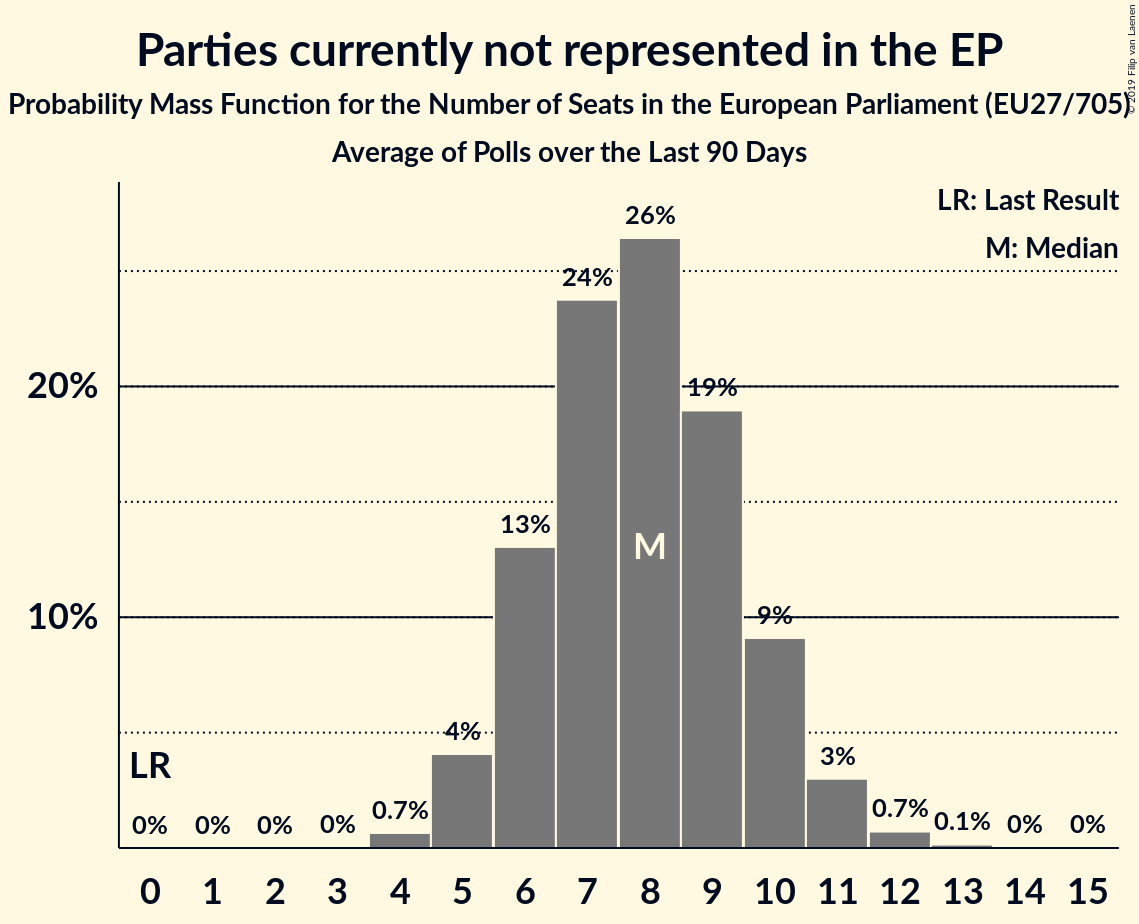 Parties currently not represented in the EP
Probability Mass Function for the Number of Seats in the European Parliament (EU27/705)
Average of Polls over the Last 90 Days
© 2019 Filip van Laenen
LR: Last Result
M: Median
26%
24%
20%
19%
13%
M
10%
9%
4%
LR
3%
0%
0%
0%
0%
0.7%
0.7%
0.1%
0%
0%
0 1 2 3 4 5 6 7 8 9 10 11 12 13 14 15